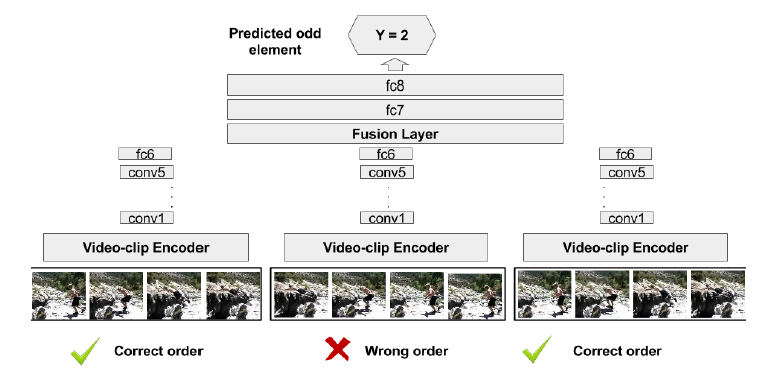 Predicted odd
element
Y = 2
fc8
fc7
Fusion Layer
fc6 fc6 fc6
conv5 conv5 conv5
conv1 conv1 conv1
Video-clip Encoder Video-clip Encoder Video-clip Encoder
Correct order Wrong order Correct order